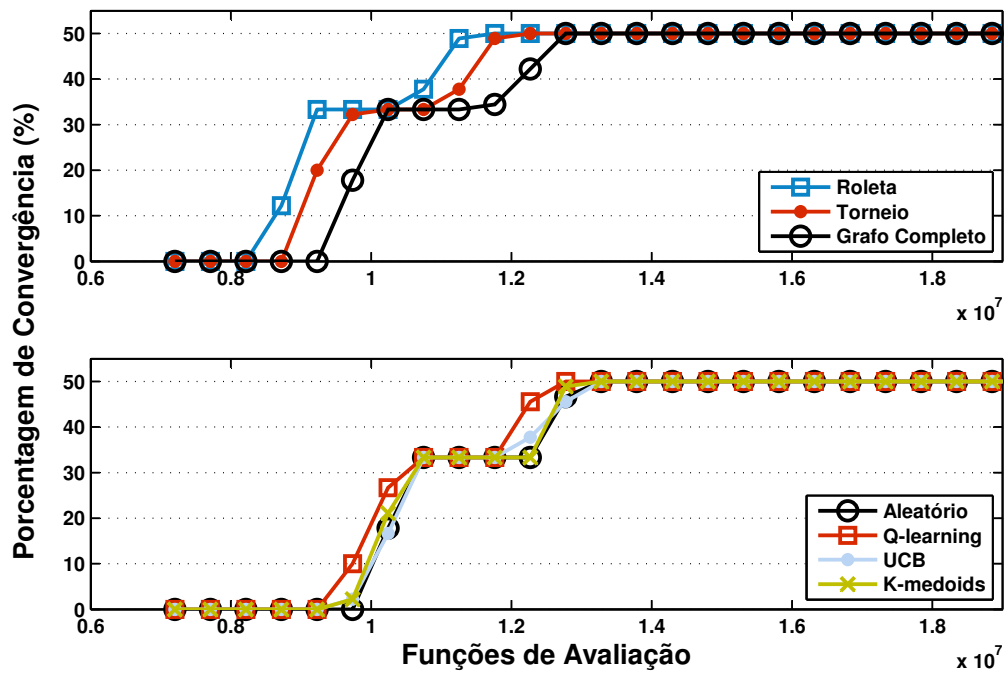 Porcentagem de Convergência (%)
50
40
30
20
10
0
0.6
0.8
1
1.2
1.4
1.6
1.8
x 10^7
Roleta
Torneio
Grafo Completo
50
40
30
20
10
0
0.6
0.8
1
1.2
1.4
1.6
1.8
x 10^7
Aleatório
Q-learning
UCB
K-medoids
Funções de Avaliação